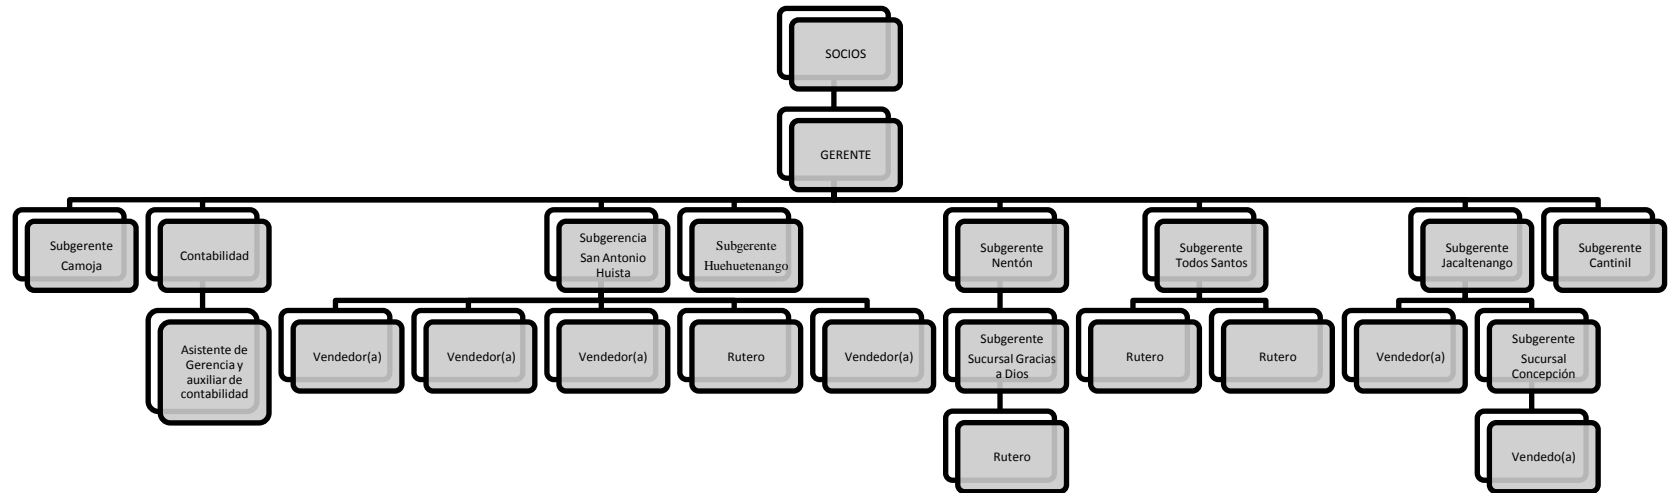 SOCIOS
GERENTE
Subgerente
Camoja
Contabilidad
Subgerencia
San Antonio
Huista
Subgerente
Huehuetenango
Subgerente
Nentón
Subgerente
Todos Santos
Subgerente
Jacaltenango
Subgerente
Cantinil
Asistente de
Gerencia y
auxiliar de
contabilidad
Vendedor(a)
Vendedor(a)
Vendedor(a)
Rutero
Vendedor(a)
Subgerente
Sucursal Gracias
a Dios
Rutero
Rutero
Vendedor(a)
Subgerente
Sucursal
Concepción
Rutero
Vendedo(a)